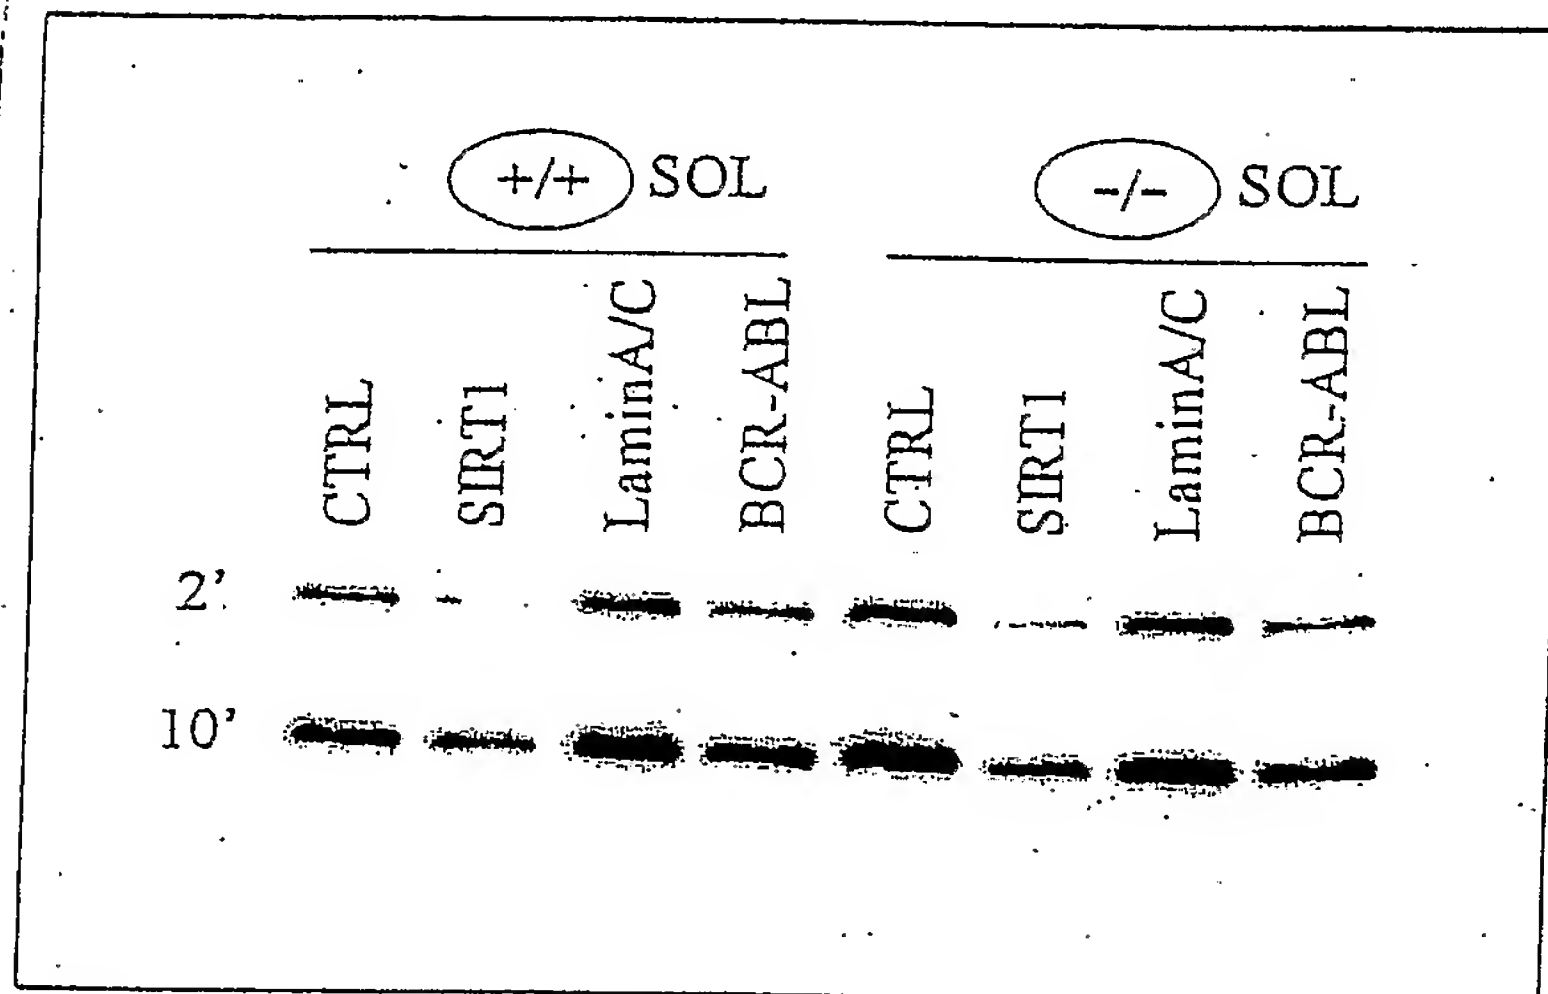 +/+ SOL -/- SOL
CTRL SIRT1 LaminA/C BCR-ABL CTRL SIRT1 LaminA/C BCR-ABL
2'
10'